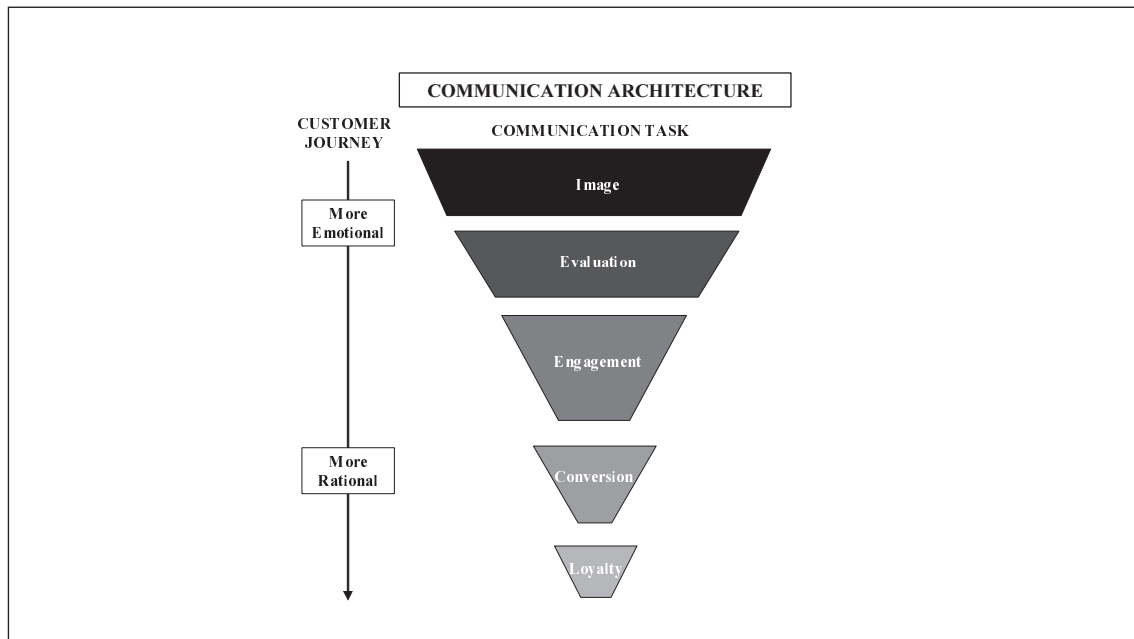 COMMUNICATION ARCHITECTURE
CUSTOMER
JOURNEY
COMMUNICATION TASK
Image
More
Emotional
Evaluation
Engagement
More
Rational
Conversion
Loyalty